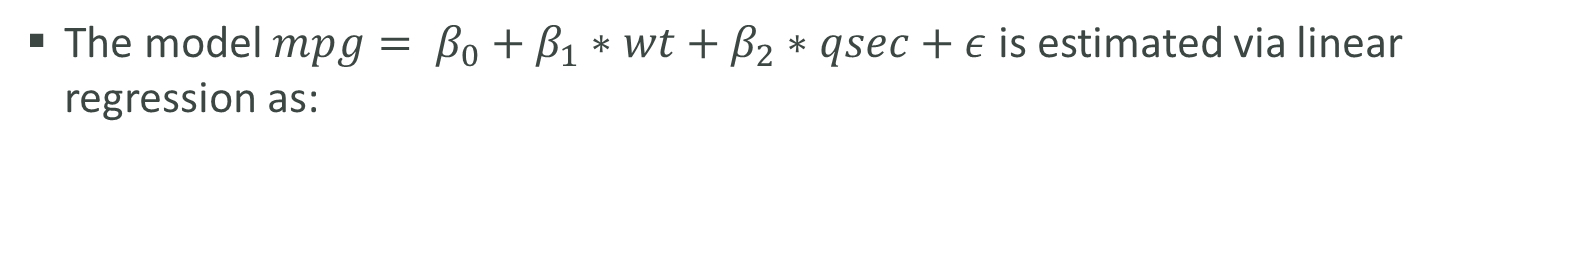 ▪ The model 𝑚𝑝𝑔 = 𝛽₀ + 𝛽₁ ∗ 𝑤𝑡 + 𝛽₂ ∗ 𝑞𝑠𝑒𝑐 + 𝜖 is estimated via linear
regression as: